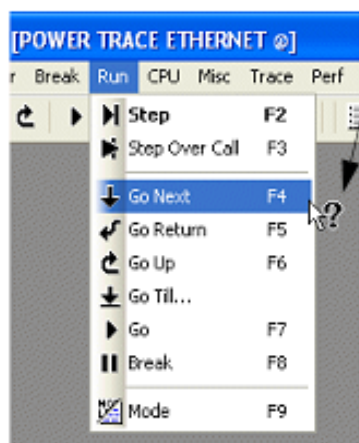 [POWER TRACE ETHERNET @]
r Break Run CPU Misc Trace Perf
Step F2
Step Over Call F3
Go Next F4
Go Return F5
Go Up F6
Go Till...
Go F7
Break F8
Mode F9
?